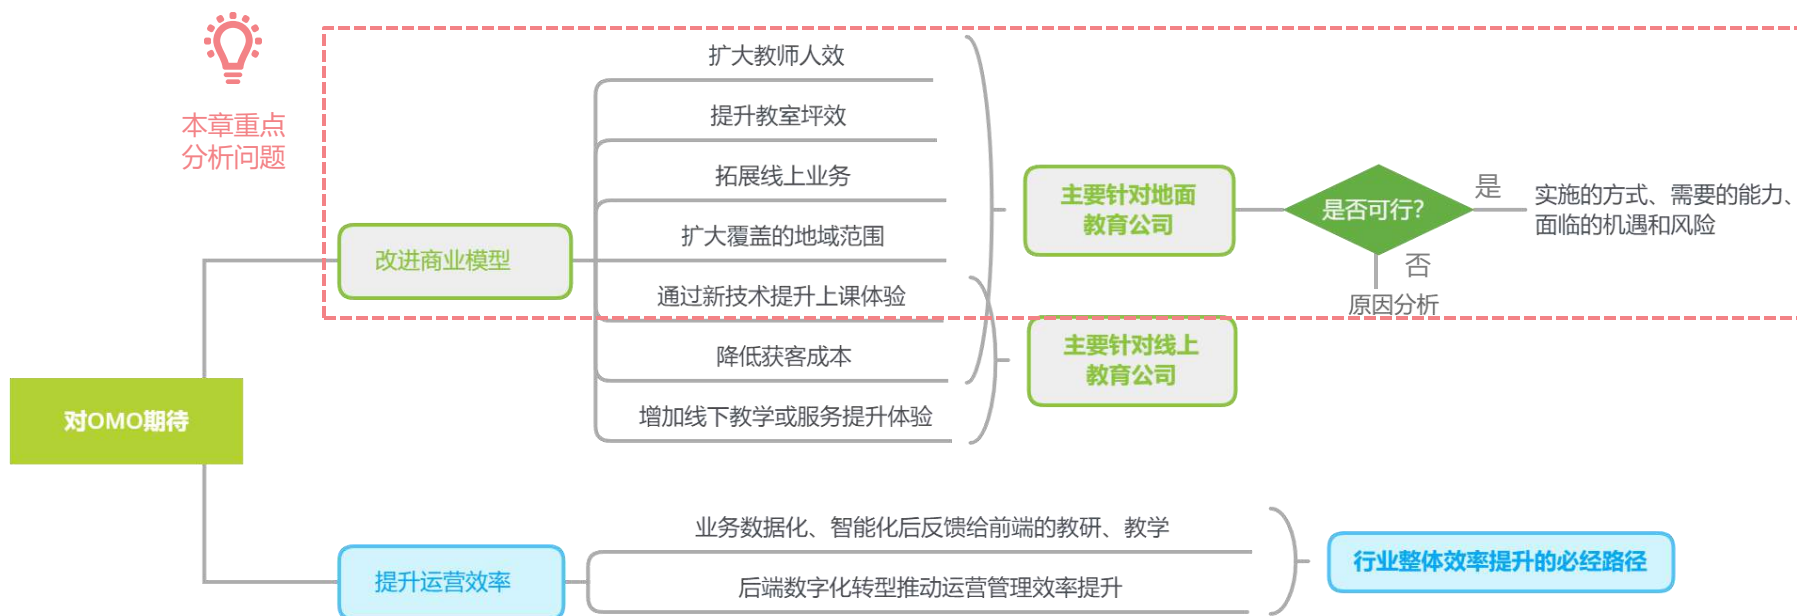 本章重点
分析问题
扩大教师人效
提升教室坪效
拓展线上业务
扩大覆盖的地域范围
通过新技术提升上课体验
降低获客成本
增加线下教学或服务提升体验
改进商业模型
主要针对地面
教育公司
是否可行?
是
实施的方式、需要的能力、
面临的机遇和风险
否
原因分析
主要针对线上
教育公司
对OMO期待
业务数据化、智能化后反馈给前端的教研、教学
后端数字化转型推动运营管理效率提升
提升运营效率
行业整体效率提升的必经路径